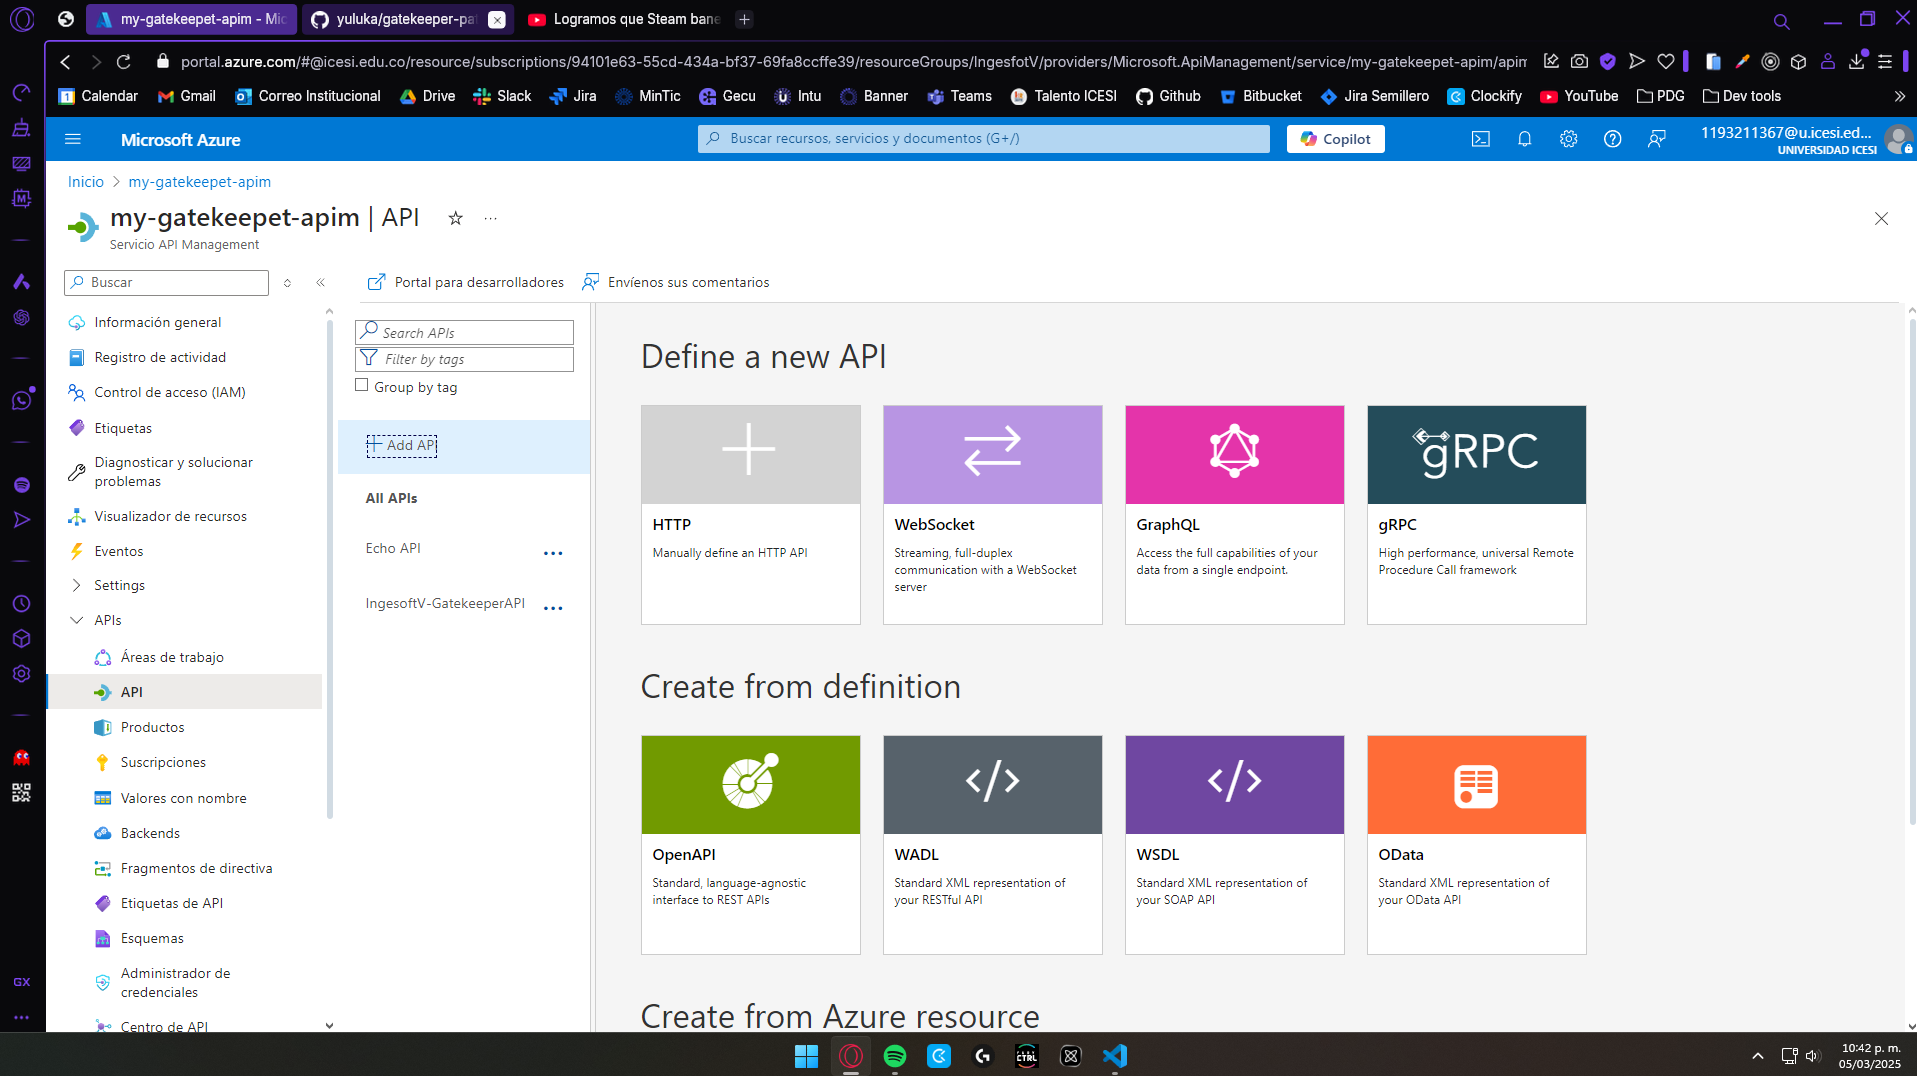 my-gatekeepet-apim - Mic
yuluka/gatekeeper-pat
Logramos que Steam bane
portal.azure.com/#@icesi.edu.co/resource/subscriptions/94101e63-55cd-434a-bf37-69fa8ccffe39/resourceGroups/IngesfotV/providers/Microsoft.ApiManagement/service/my-gatekeepet-apim/apim
Calendar Gmail Correo Institucional Drive Slack Jira MinTic Gecu Intu Banner Teams Talento ICESI Github Bitbucket Jira Semillero Clockify YouTube PDG Dev tools
Microsoft Azure
Buscar recursos, servicios y documentos (G+/)
Copilot
1193211367@u.icesi.ed...
UNIVERSIDAD ICESI
Inicio > my-gatekeepet-apim
my-gatekeepet-apim | API
Servicio API Management
Buscar
Portal para desarrolladores
Envíenos sus comentarios
Información general
Registro de actividad
Control de acceso (IAM)
Etiquetas
Diagnosticar y solucionar
problemas
Visualizador de recursos
Eventos
Settings
APIs
Áreas de trabajo
API
Productos
Suscripciones
Valores con nombre
Backends
Fragmentos de directiva
Etiquetas de API
Esquemas
Administrador de
credenciales
Centro de API
Search APIs
Filter by tags
Group by tag
+ Add API
All APIs
Echo API
IngesoftV-GatekeeperAPI
Define a new API
HTTP
Manually define an HTTP API
WebSocket
Streaming, full-duplex
communication with a WebSocket
server
GraphQL
Access the full capabilities of your
data from a single endpoint.
gRPC
gRPC
High performance, universal Remote
Procedure Call framework
Create from definition
OpenAPI
Standard, language-agnostic
interface to REST APIs
WADL
Standard XML representation of
your RESTful API
WSDL
Standard XML representation of
your SOAP API
OData
Standard XML representation of
your OData API
Create from Azure resource
GX
CTRL
10:42 p. m.
05/03/2025